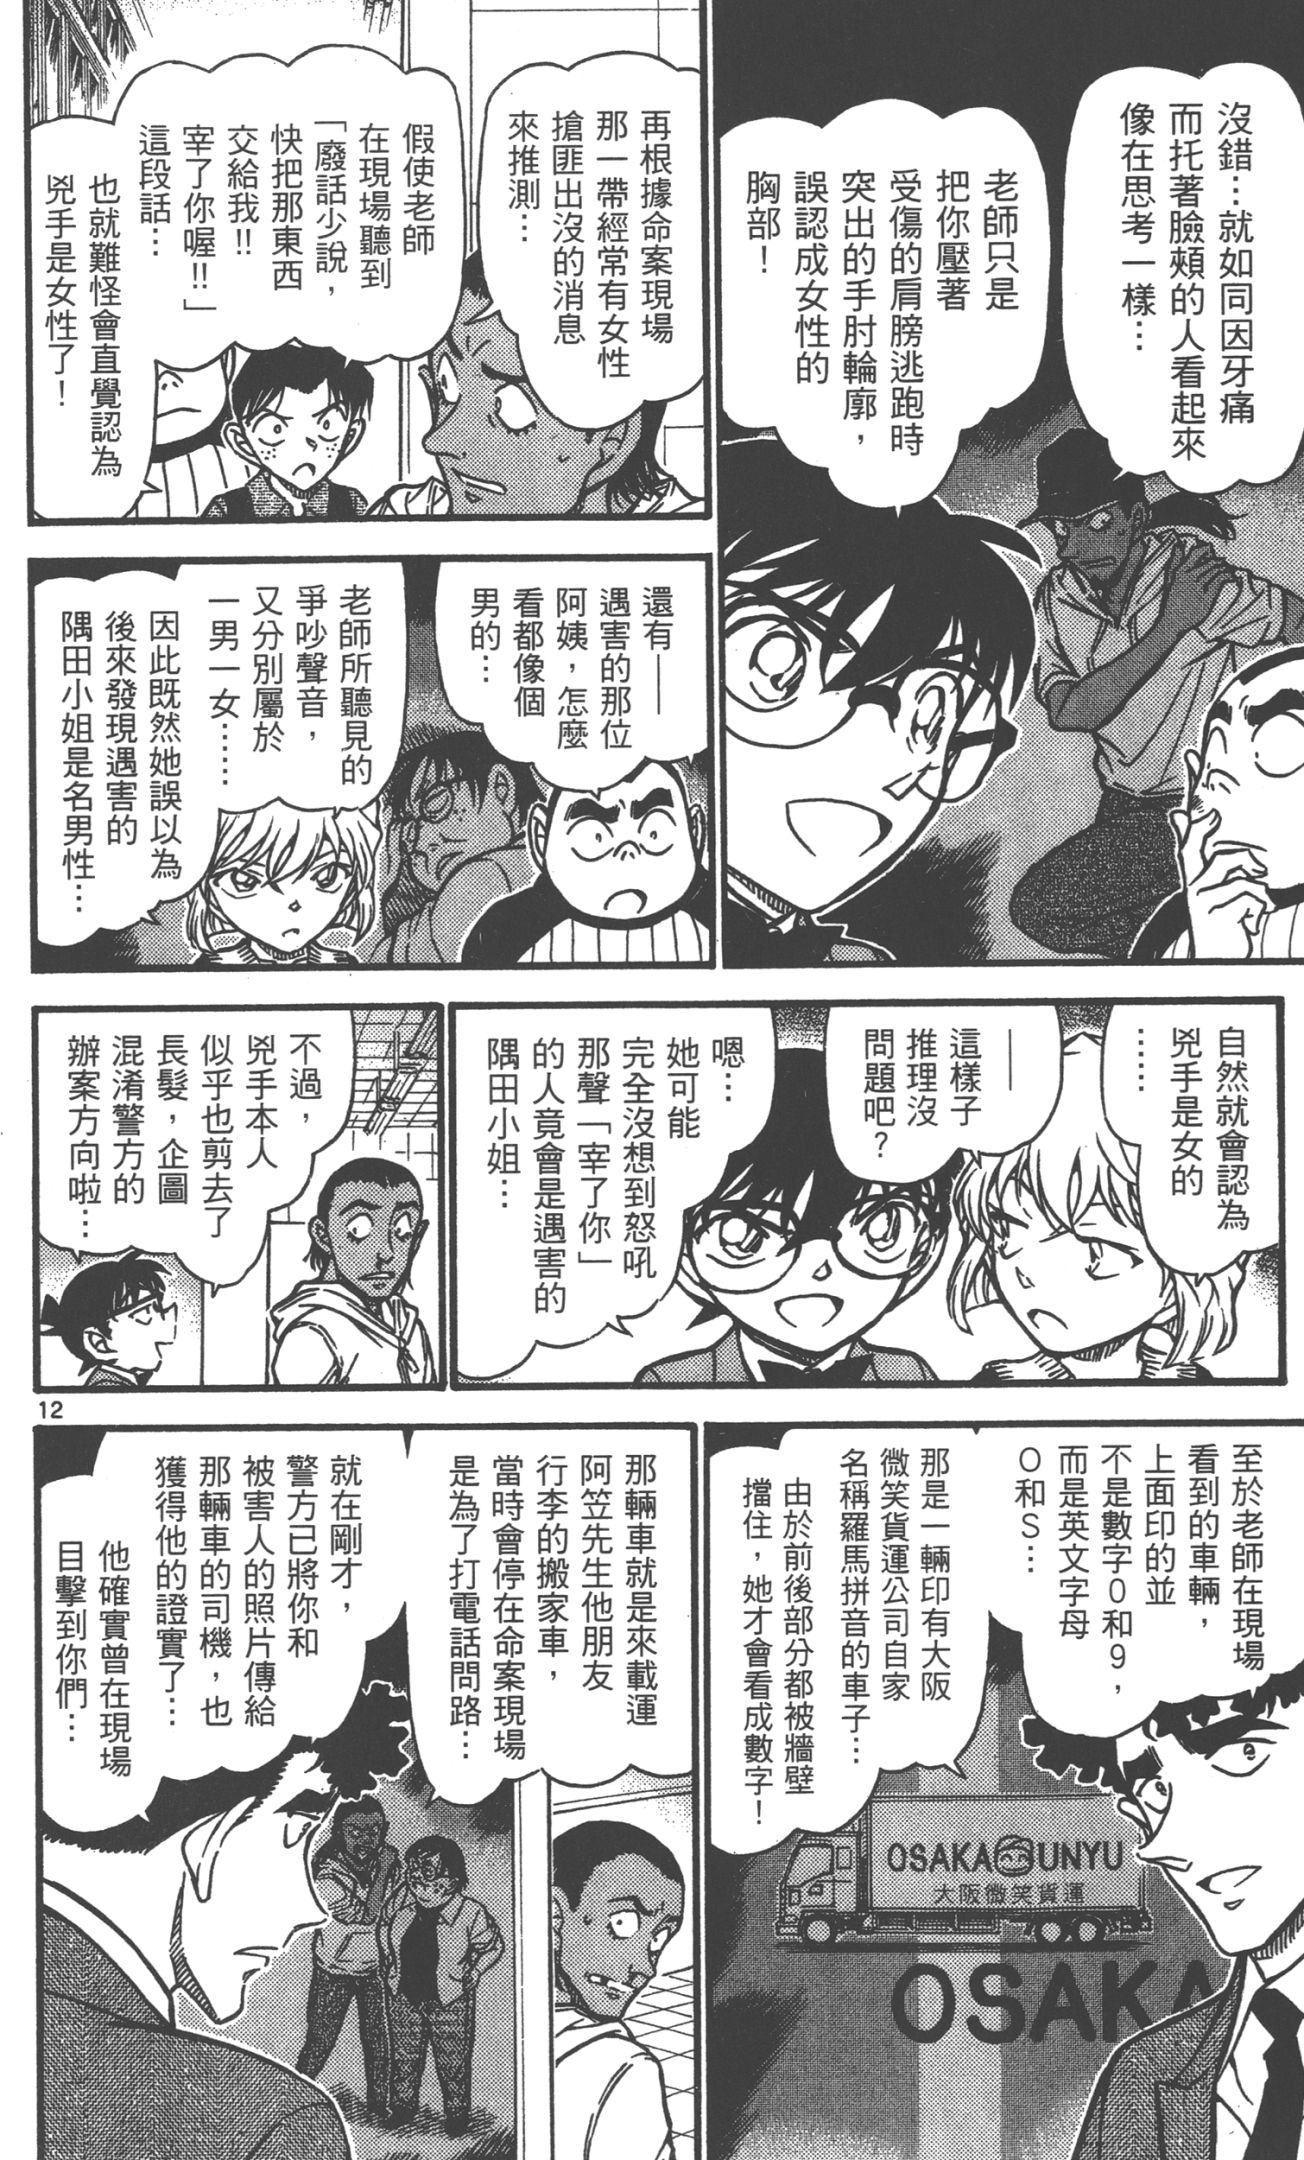 沒錯…就如同因牙痛
而托著臉頰的人看起來
像在思考一樣…
老師只是
把你壓著
受傷的肩膀逃跑時
突出的手肘輪廓，
誤認成女性的
胸部！
再根據命案現場
那一帶經常有女性
搶匪出沒的消息
來推測…
假使老師
在現場聽到
「廢話少說，
快把那東西
交給我!!
宰了你喔!!」
這段話…
也就難怪會直覺認為
兇手是女性了！
還有——
遇害的那位
阿姨，怎麼
看都像個
男的…
老師所聽見的
爭吵聲音，
又分別屬於
一男一女……
因此既然她誤以為
後來發現遇害的
隅田小姐是名男性…
自然就會認為
兇手是女的
……
——
這樣子
推理沒
問題吧？
嗯…
她可能
完全沒想到怒吼
那聲「宰了你」
的人竟會是遇害的
隅田小姐…
不過，
兇手本人
似乎也剪去了
長髮，企圖
混淆警方的
辦案方向啦…
12
至於老師在現場
看到的車輛，
上面印的並
不是數字0和9，
而是英文字母
O和S…
那是一輛印有大阪
微笑貨運公司自家
名稱羅馬拼音的車子…
由於前後部分都被牆壁
擋住，她才會看成數字！
OSAKA UNYU
大阪微笑貨運
OSAKA
那輛車就是來載運
阿笠先生他朋友
行李的搬家車，
當時會停在命案現場
是為了打電話問路…
就在剛才，
警方已將你和
被害人的照片傳給
那輛車的司機，也
獲得他的證實了…
他確實曾在現場
目擊到你們…